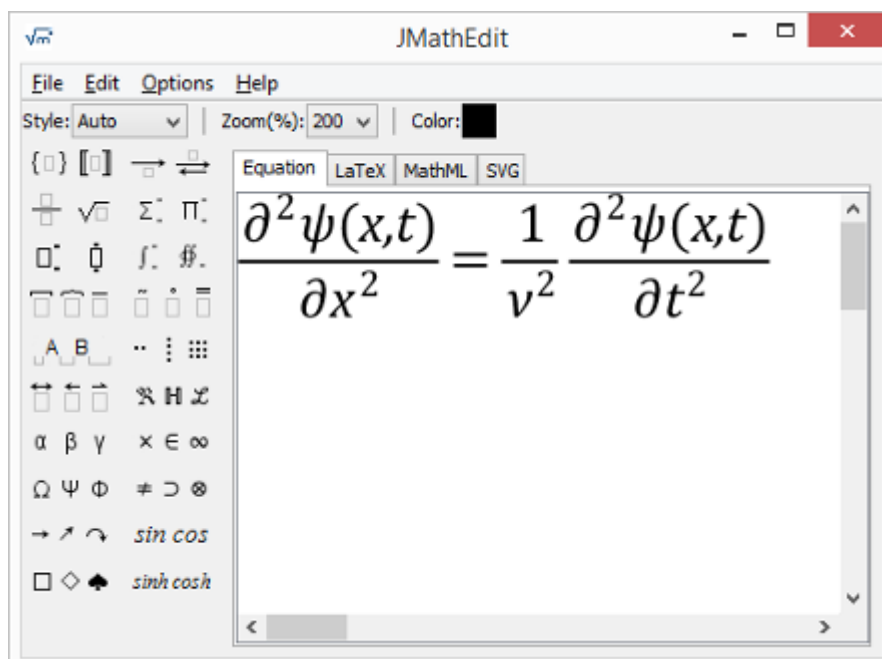 JMathEdit
File Edit Options Help
Style: Auto Zoom(%): 200 Color:
Equation LaTeX MathML SVG
∂²ψ(x,t)/∂x² = 1/v² ∂²ψ(x,t)/∂t²
{▯} ⟦▯⟧
√▯ Σ Π
∫ ∯
A B
ℜ H ℒ
α β γ × ∈ ∞
Ω Ψ Φ ≠ ⊃ ⊗
→ ↗ ↷ sin cos
□ ◇ ♠ sinh cosh